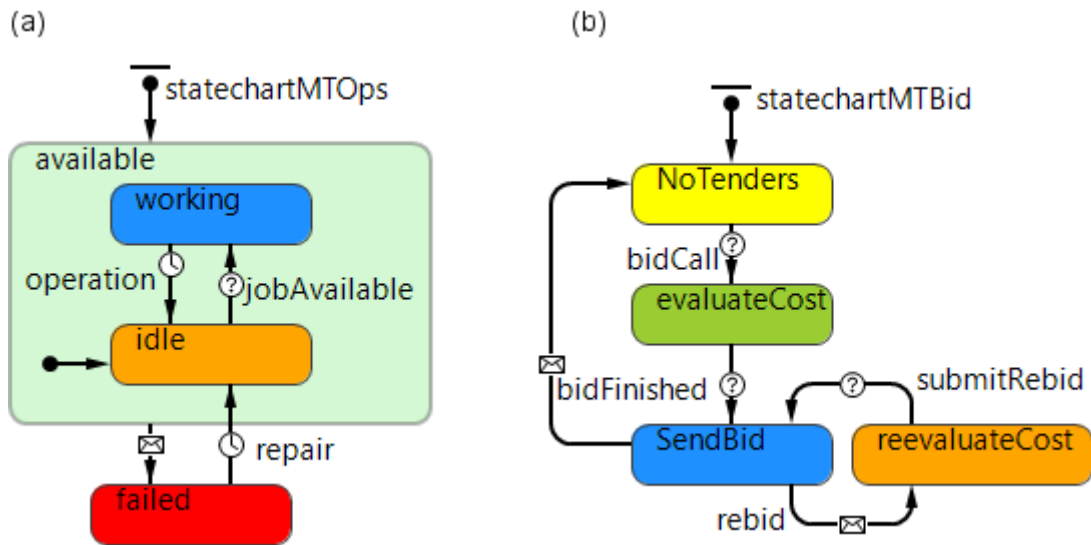 (a)
statechartMTOps
available
working
operation
jobAvailable
idle
repair
failed
(b)
statechartMTBid
NoTenders
bidCall
evaluateCost
bidFinished
submitRebid
SendBid
reevaluateCost
rebid